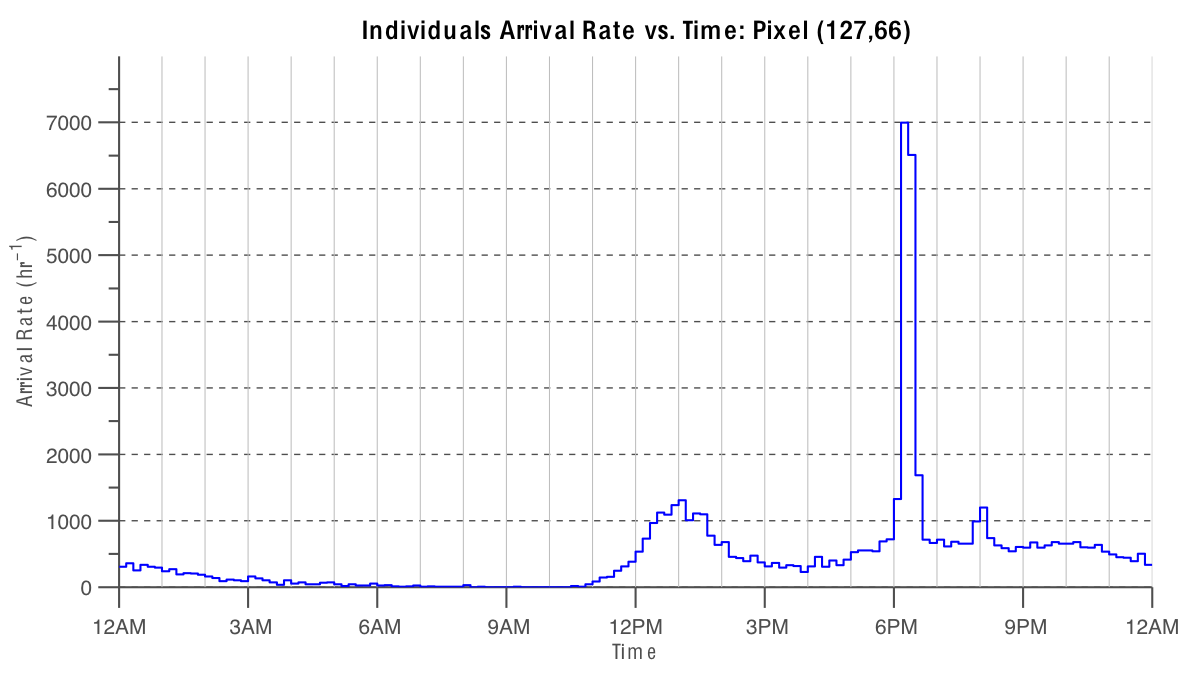 Individuals Arrival Rate vs. Time: Pixel (127,66)
Arrival Rate (hr⁻¹)
7000
6000
5000
4000
3000
2000
1000
0
12AM 3AM 6AM 9AM 12PM 3PM 6PM 9PM 12AM
Time